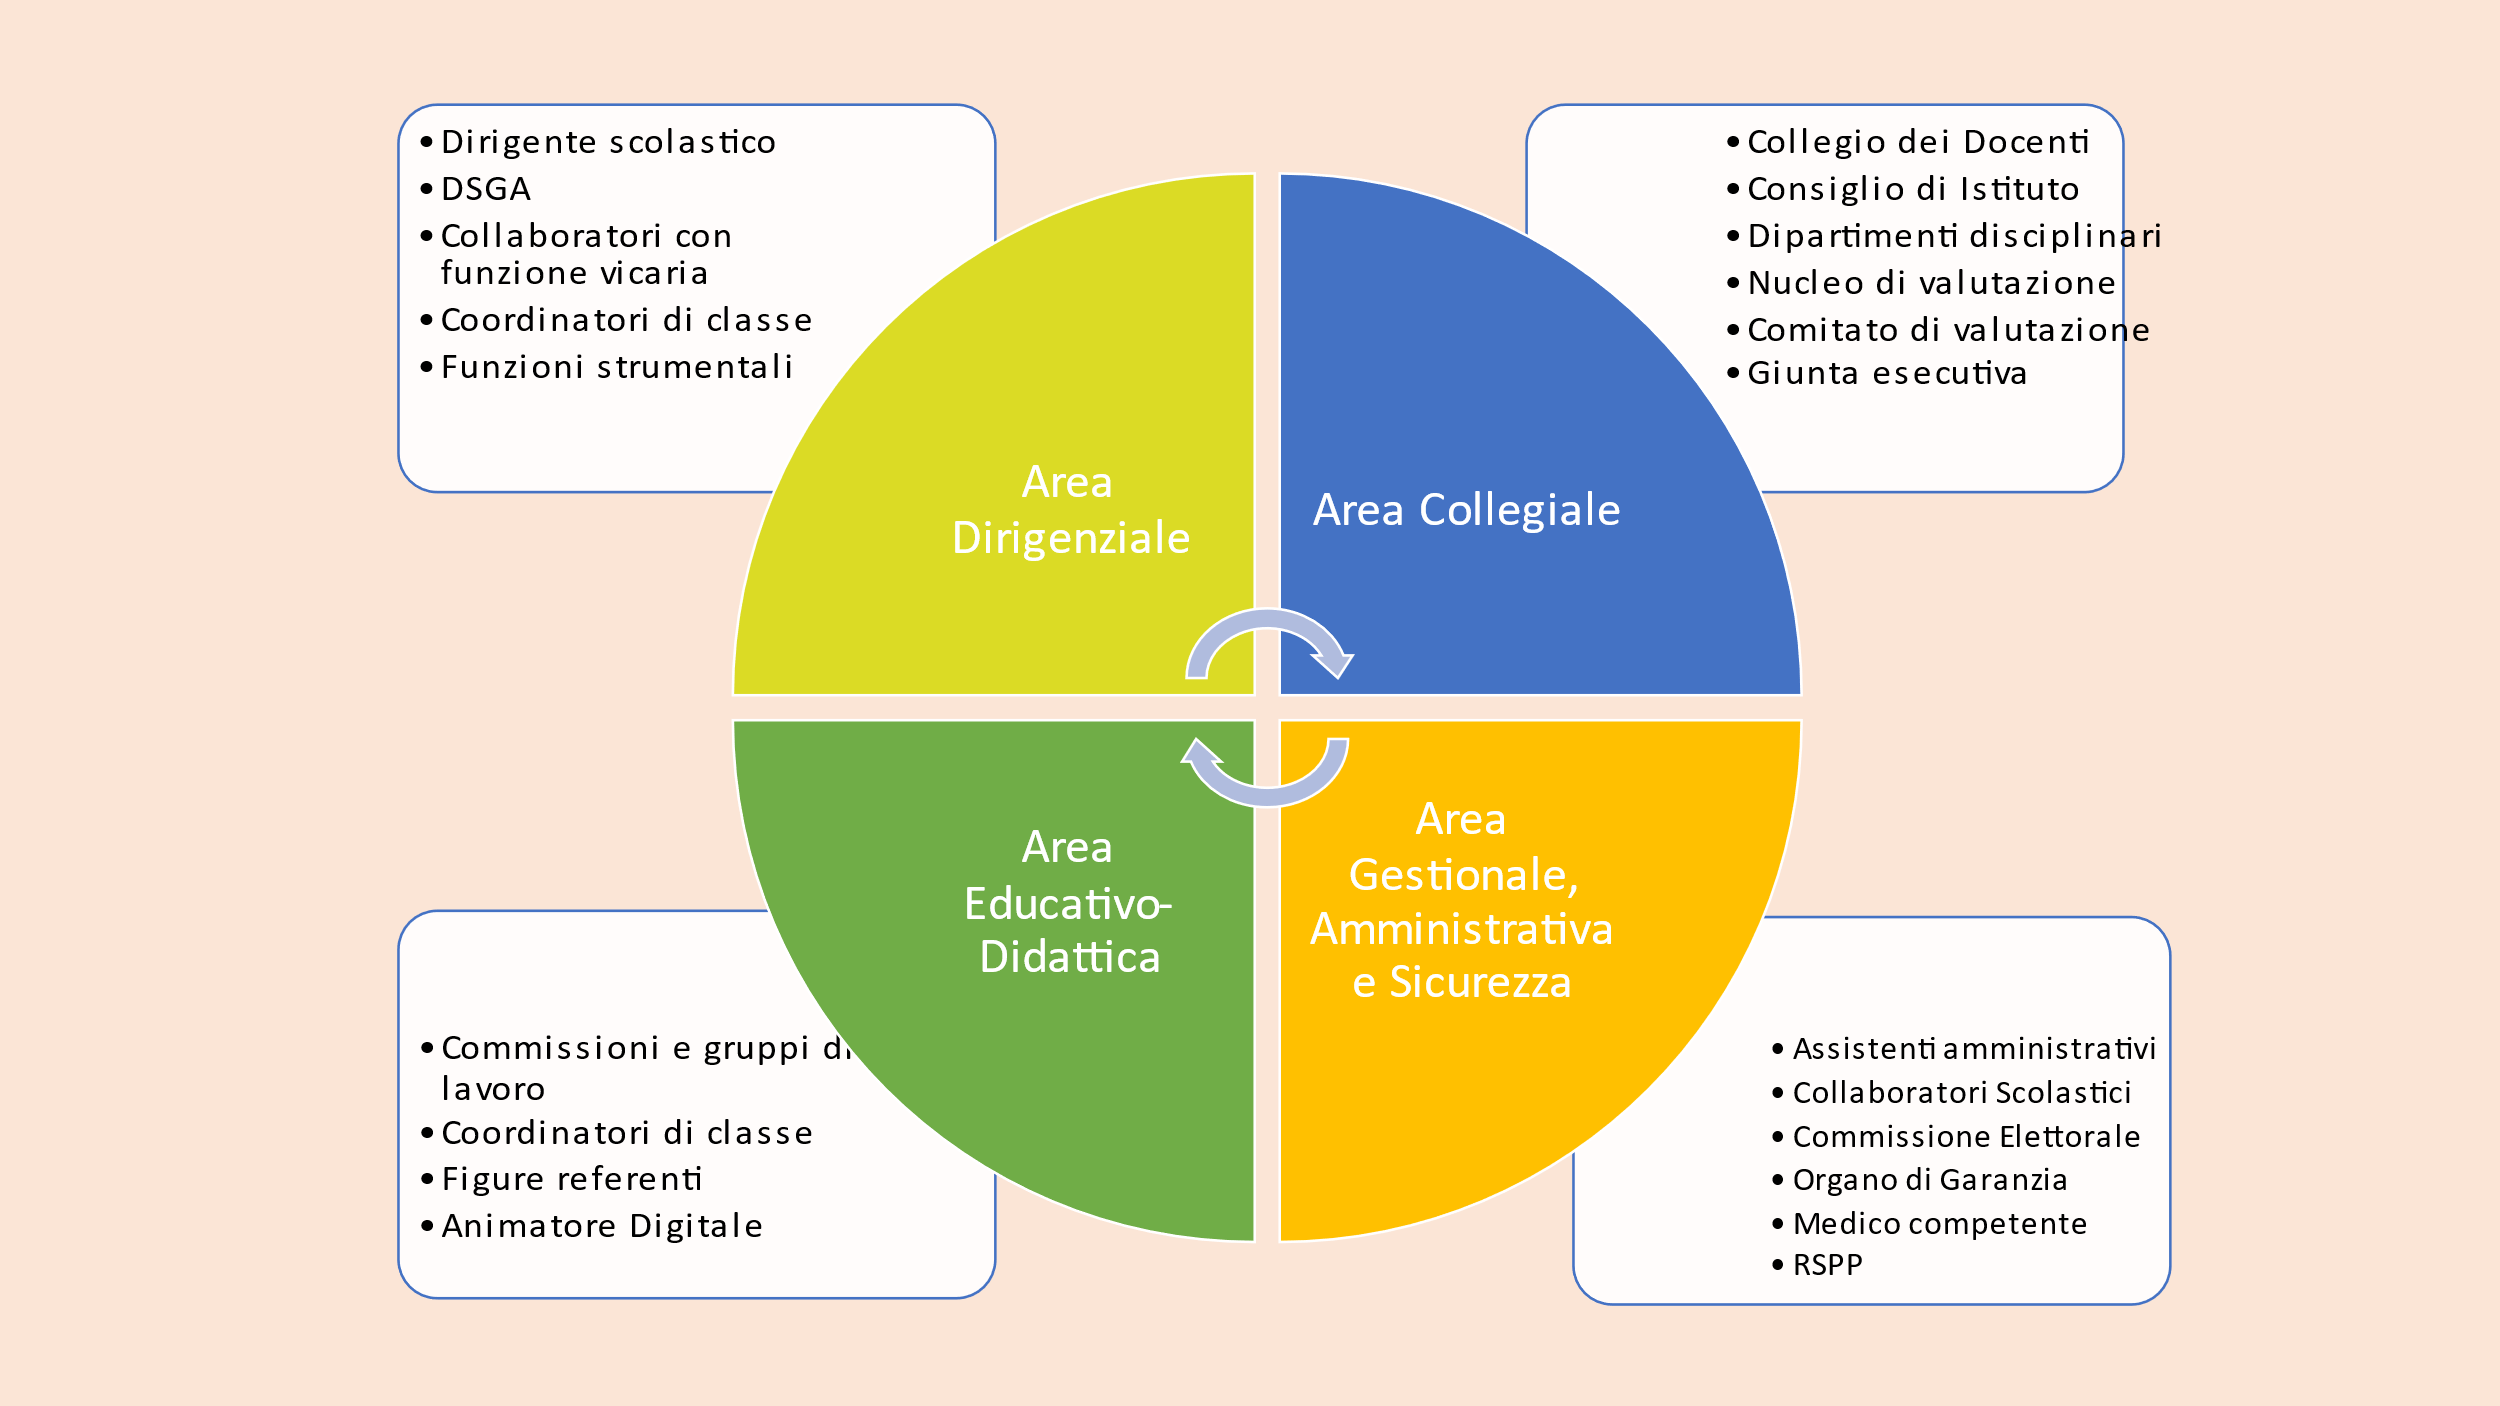 • Dirigente scolastico
• DSGA
• Collaboratori con
funzione vicaria
• Coordinatori di classe
• Funzioni strumentali
• Collegio dei Docenti
• Consiglio di Istituto
• Dipartimenti disciplinari
• Nucleo di valutazione
• Comitato di valutazione
• Giunta esecutiva
Area
Dirigenziale
Area Collegiale
Area
Educativo-
Didattica
Area
Gestionale,
Amministrativa
e Sicurezza
• Commissioni e gruppi di
lavoro
• Coordinatori di classe
• Figure referenti
• Animatore Digitale
• Assistenti amministrativi
• Collaboratori Scolastici
• Commissione Elettorale
• Organo di Garanzia
• Medico competente
• RSPP